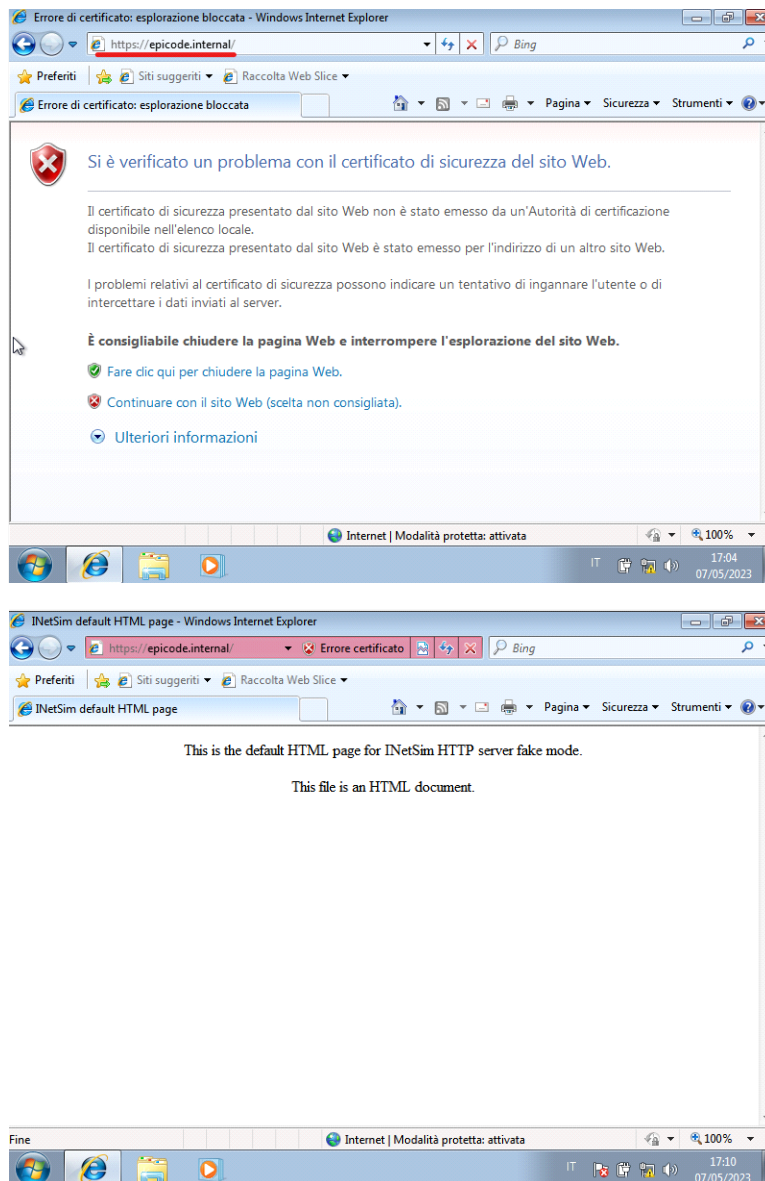 Errore di certificato: esplorazione bloccata - Windows Internet Explorer
https://epicode.internal/
Bing
Preferiti
Siti suggeriti
Raccolta Web Slice
Errore di certificato: esplorazione bloccata
Pagina
Sicurezza
Strumenti
Si è verificato un problema con il certificato di sicurezza del sito Web.
Il certificato di sicurezza presentato dal sito Web non è stato emesso da un'Autorità di certificazione
disponibile nell'elenco locale.
Il certificato di sicurezza presentato dal sito Web è stato emesso per l'indirizzo di un altro sito Web.
I problemi relativi al certificato di sicurezza possono indicare un tentativo di ingannare l'utente o di
intercettare i dati inviati al server.
È consigliabile chiudere la pagina Web e interrompere l'esplorazione del sito Web.
Fare clic qui per chiudere la pagina Web.
Continuare con il sito Web (scelta non consigliata).
Ulteriori informazioni
Internet | Modalità protetta: attivata
100%
IT
17:04
07/05/2023
INetSim default HTML page - Windows Internet Explorer
https://epicode.internal/
Errore certificato
Bing
Preferiti
Siti suggeriti
Raccolta Web Slice
INetSim default HTML page
Pagina
Sicurezza
Strumenti
This is the default HTML page for INetSim HTTP server fake mode.
This file is an HTML document.
Fine
Internet | Modalità protetta: attivata
100%
IT
17:10
07/05/2023